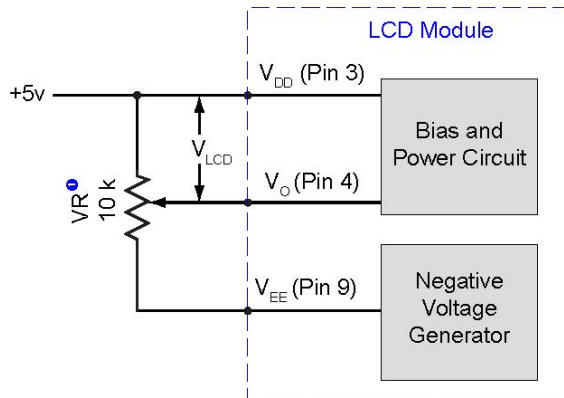 LCD Module
V_DD (Pin 3)
+5v
Bias and
Power Circuit
V_LCD
V_O (Pin 4)
VR❶
10 k
V_EE (Pin 9)
Negative
Voltage
Generator